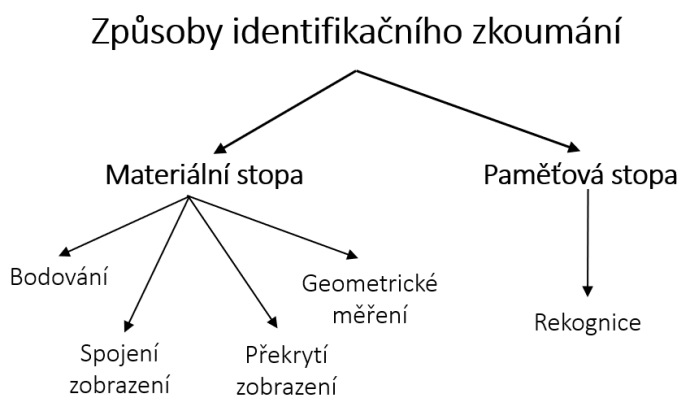 Způsoby identifikačního zkoumání
Materiální stopa
Paměťová stopa
Bodování
Spojení
zobrazení
Překrytí
zobrazení
Geometrické
měření
Rekognice